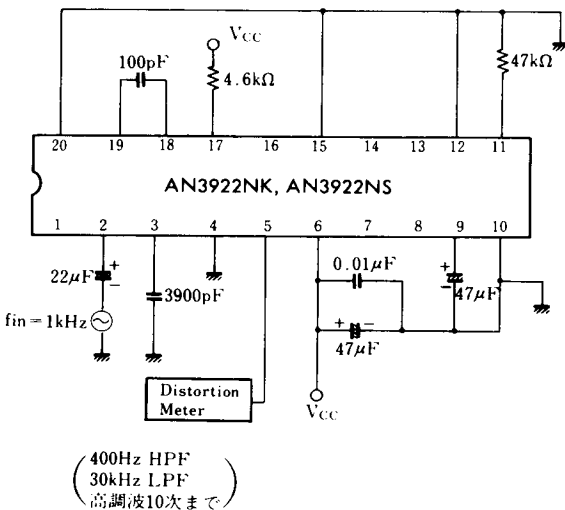 Vcc
100pF
4.6kΩ
47kΩ
20 19 18 17 16 15 14 13 12 11
AN3922NK, AN3922NS
1 2 3 4 5 6 7 8 9 10
22μF
+
−
3900pF
0.01μF
+
−
47μF
fin=1kHz
+ −
47μF
Distortion
Meter
Vcc
400Hz HPF
30kHz LPF
高調波10次まで